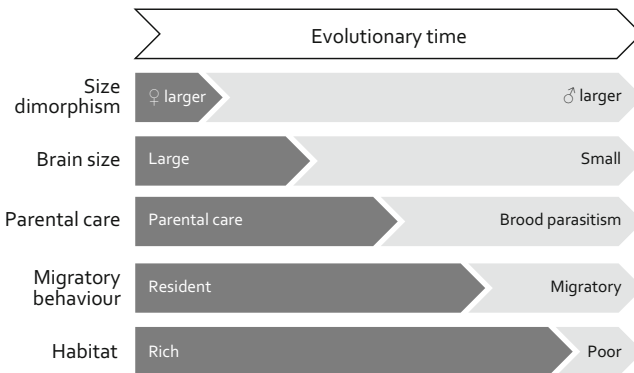 Evolutionary time
Size
dimorphism
♀ larger
♂ larger
Brain size
Large
Small
Parental care
Parental care
Brood parasitism
Migratory
behaviour
Resident
Migratory
Habitat
Rich
Poor